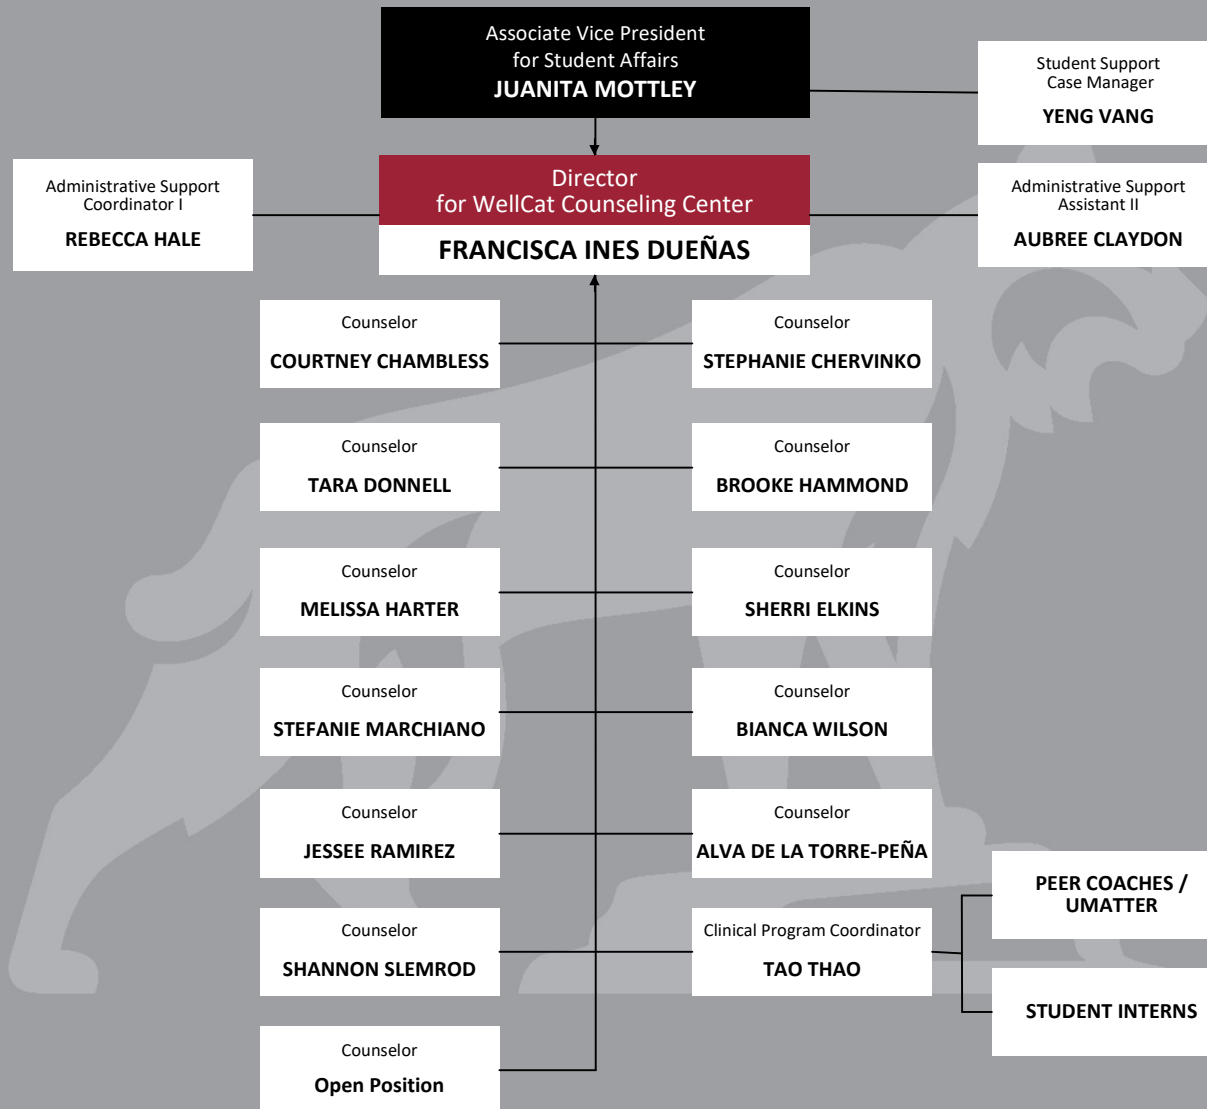 Associate Vice President
for Student Affairs
JUANITA MOTTLEY
Student Support
Case Manager
YENG VANG
Administrative Support
Coordinator I
REBECCA HALE
Director
for WellCat Counseling Center
FRANCISCA INES DUEÑAS
Administrative Support
Assistant II
AUBREE CLAYDON
Counselor
COURTNEY CHAMBLESS
Counselor
STEPHANIE CHERVINKO
Counselor
TARA DONNELL
Counselor
BROOKE HAMMOND
Counselor
MELISSA HARTER
Counselor
SHERRI ELKINS
Counselor
STEFANIE MARCHIANO
Counselor
BIANCA WILSON
Counselor
JESSEE RAMIREZ
Counselor
ALVA DE LA TORRE-PEÑA
Counselor
SHANNON SLEMROD
Clinical Program Coordinator
TAO THAO
PEER COACHES /
UMATTER
STUDENT INTERNS
Counselor
Open Position